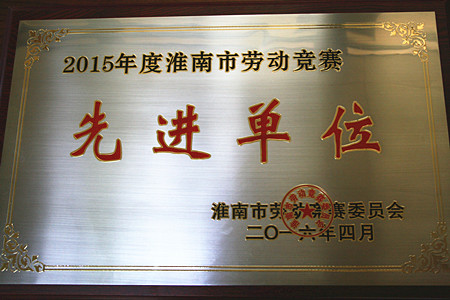 2015年度淮南市劳动竞赛
先进单位
淮南市劳动竞赛委员会
二〇一六年四月